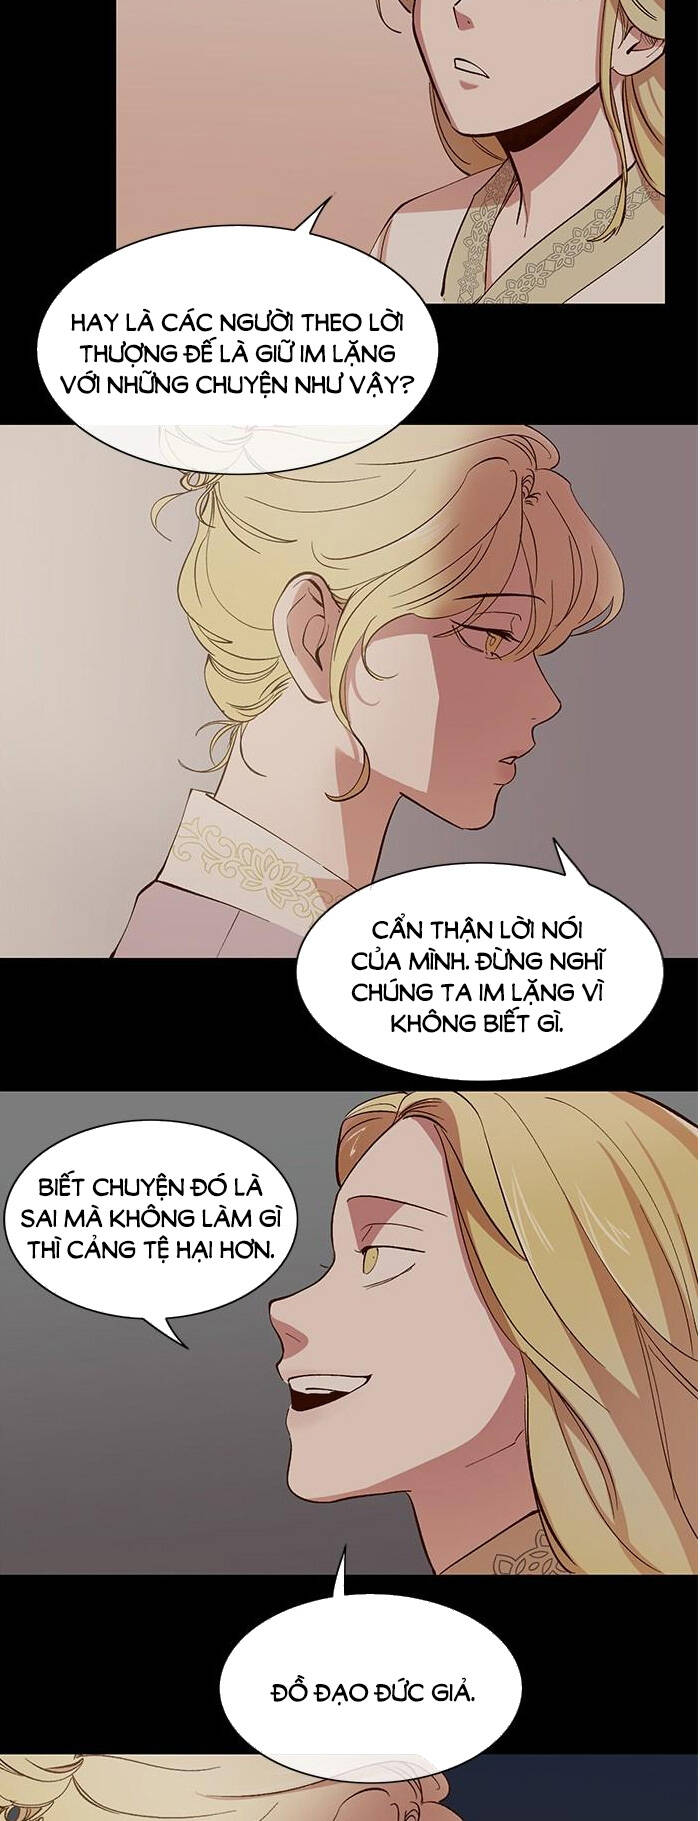 HAY LÀ CÁC NGƯỜI THEO LỜI
THƯỢNG ĐẾ LÀ GIỮ IM LẶNG
VỚI NHỮNG CHUYỆN NHƯ VẬY?
CẨN THẬN LỜI NÓI
CỦA MÌNH. ĐỪNG NGHĨ
CHÚNG TA IM LẶNG VÌ
KHÔNG BIẾT GÌ.
BIẾT CHUYỆN ĐÓ LÀ
SAI MÀ KHÔNG LÀM GÌ
THÌ CẢNG TỆ HẠI HƠN.
ĐỒ ĐẠO ĐỨC GIẢ.